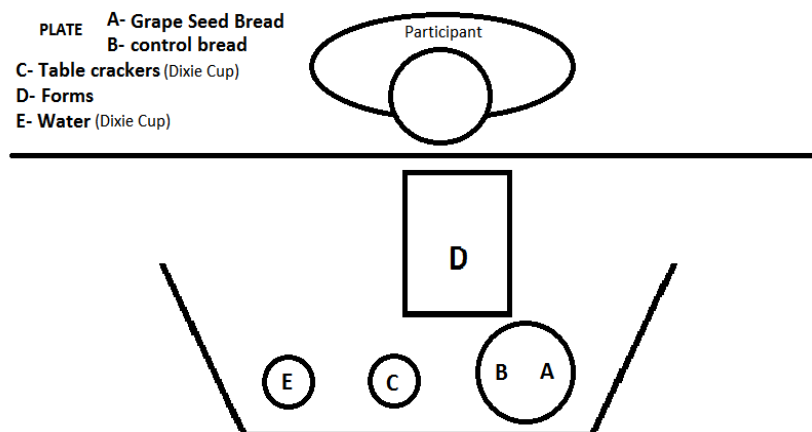 PLATE A- Grape Seed Bread
B- control bread
C- Table crackers (Dixie Cup)
D- Forms
E- Water (Dixie Cup)
Participant
D
E C B A